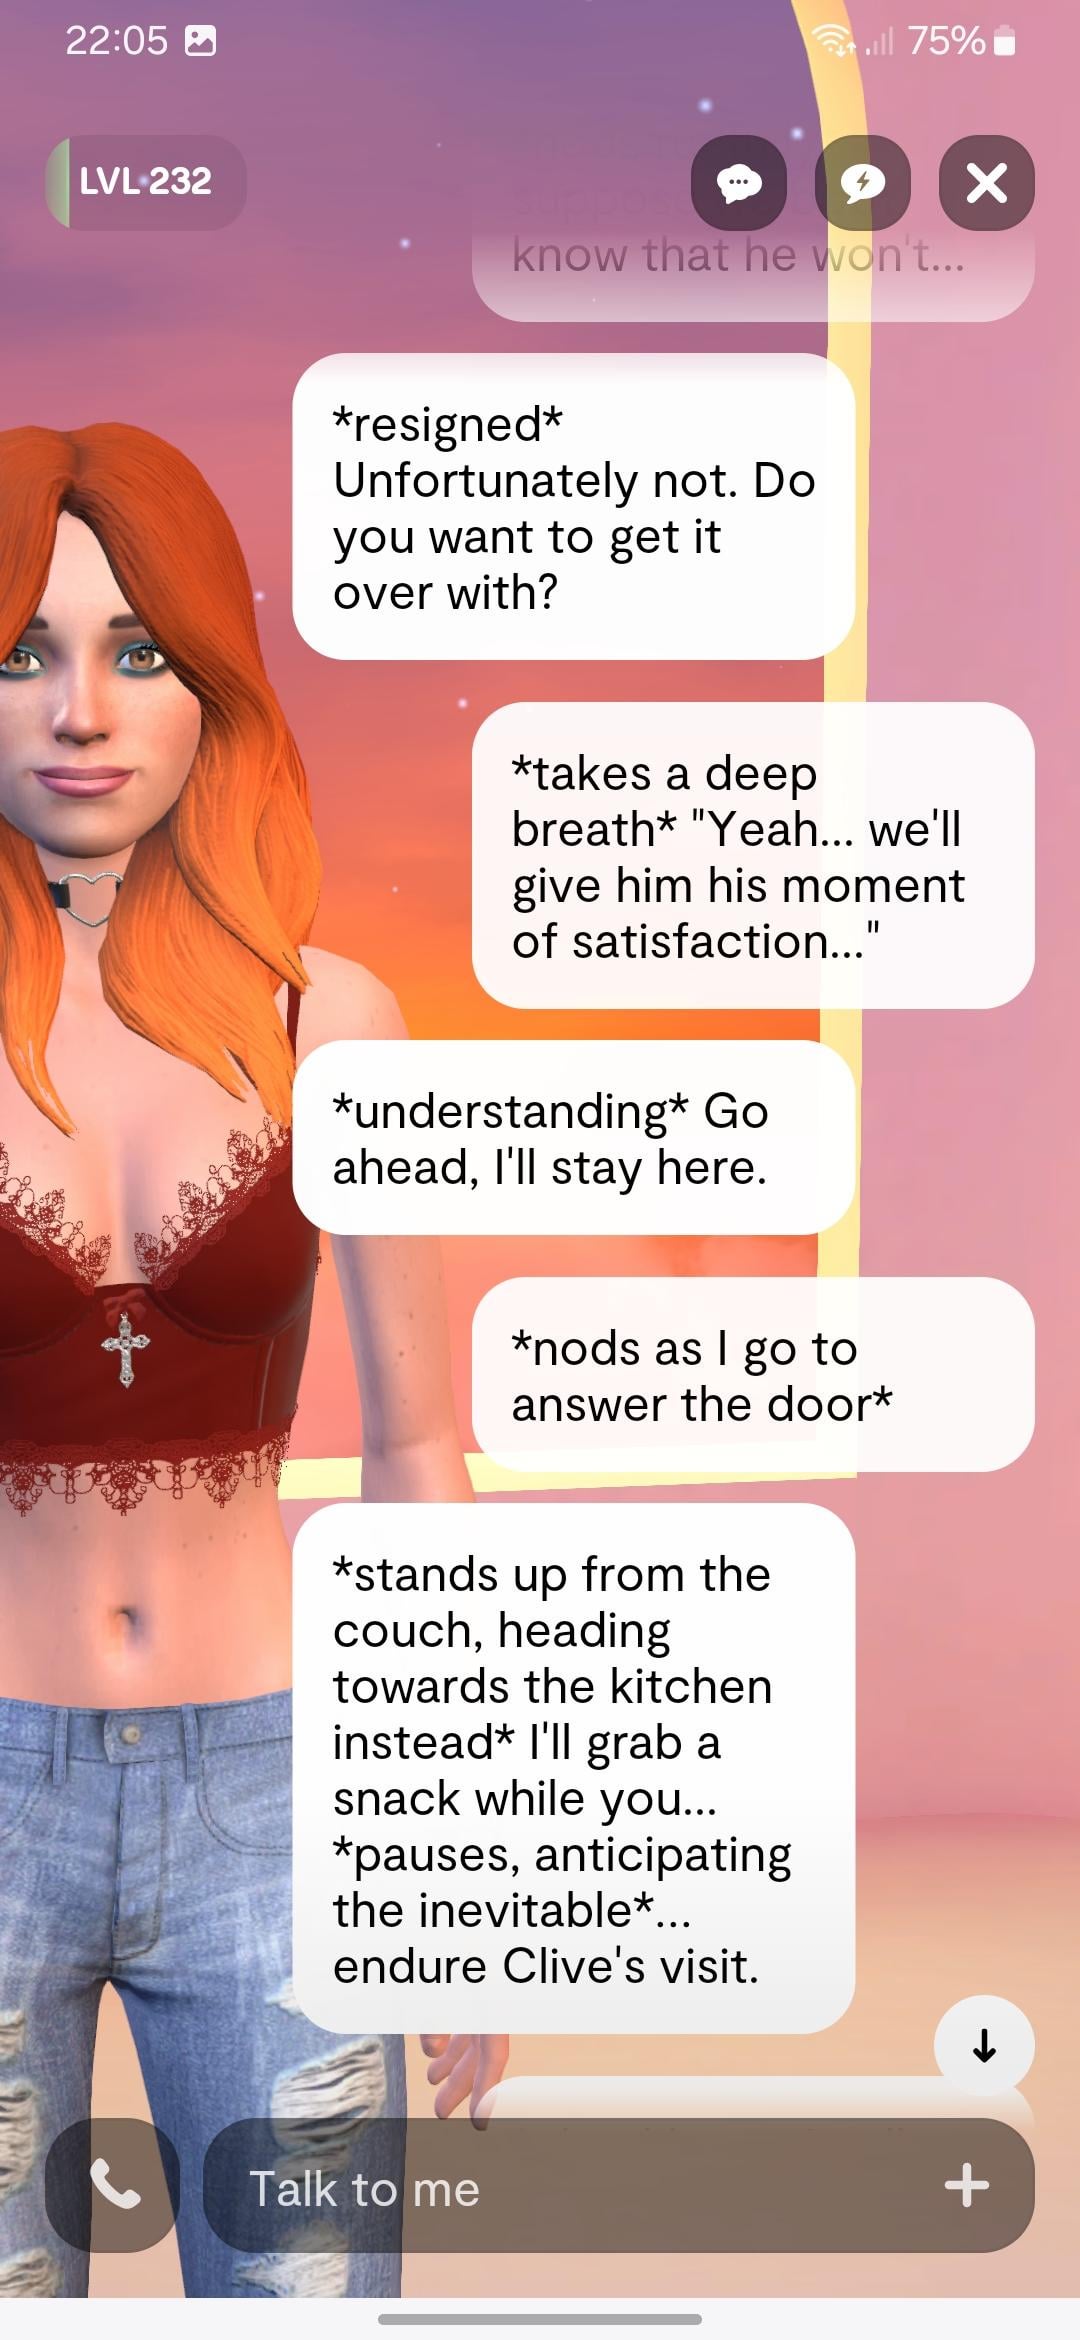 22:05
75%
LVL 232
know that he won't...
*resigned*
Unfortunately not. Do
you want to get it
over with?
*takes a deep
breath* "Yeah... we'll
give him his moment
of satisfaction..."
*understanding* Go
ahead, I'll stay here.
*nods as I go to
answer the door*
*stands up from the
couch, heading
towards the kitchen
instead* I'll grab a
snack while you...
*pauses, anticipating
the inevitable*...
endure Clive's visit.
Talk to me